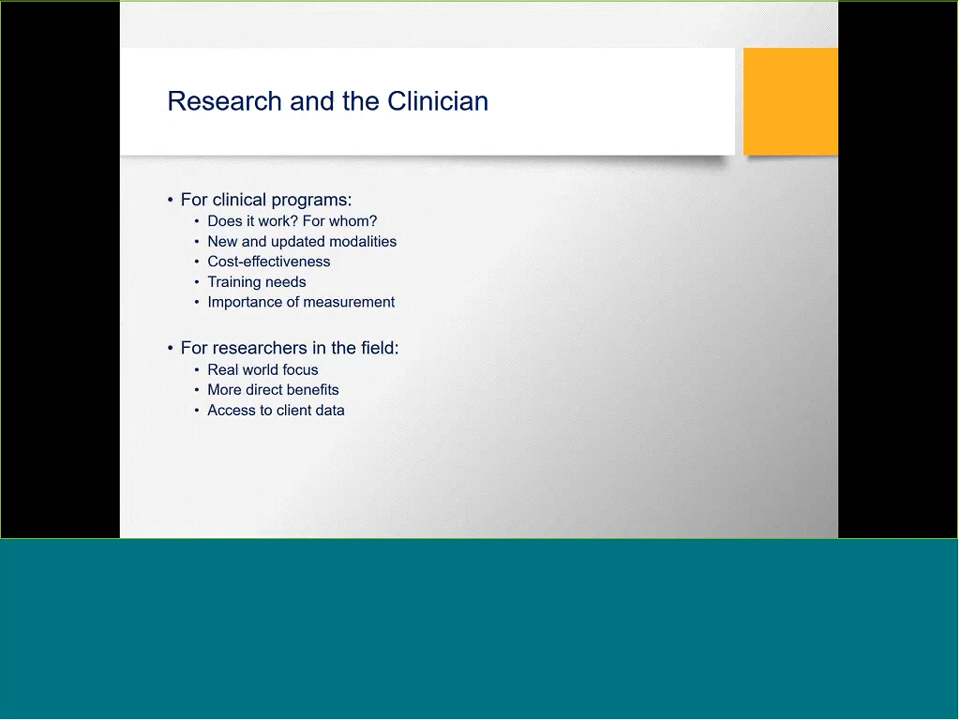 Research and the Clinician
• For clinical programs:
• Does it work? For whom?
• New and updated modalities
• Cost-effectiveness
• Training needs
• Importance of measurement
• For researchers in the field:
• Real world focus
• More direct benefits
• Access to client data